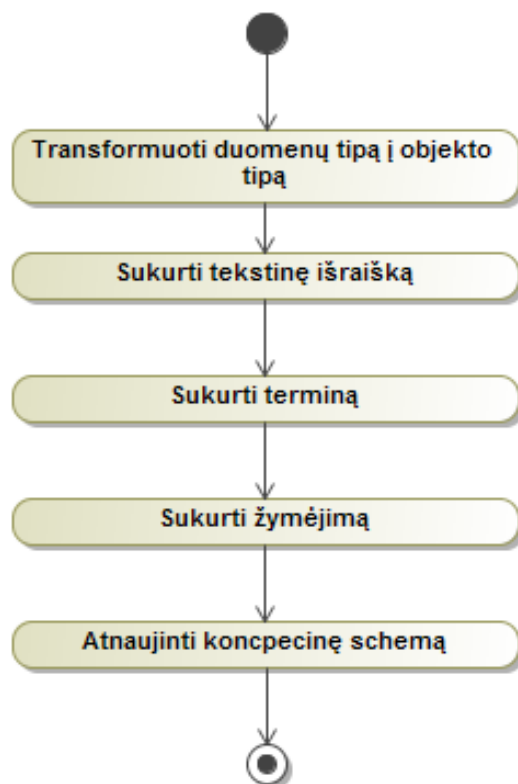 Transformuoti duomenų tipą į objekto
tipą
Sukurti tekstinę išraišką
Sukurti terminą
Sukurti žymėjimą
Atnaujinti koncpecinę schemą